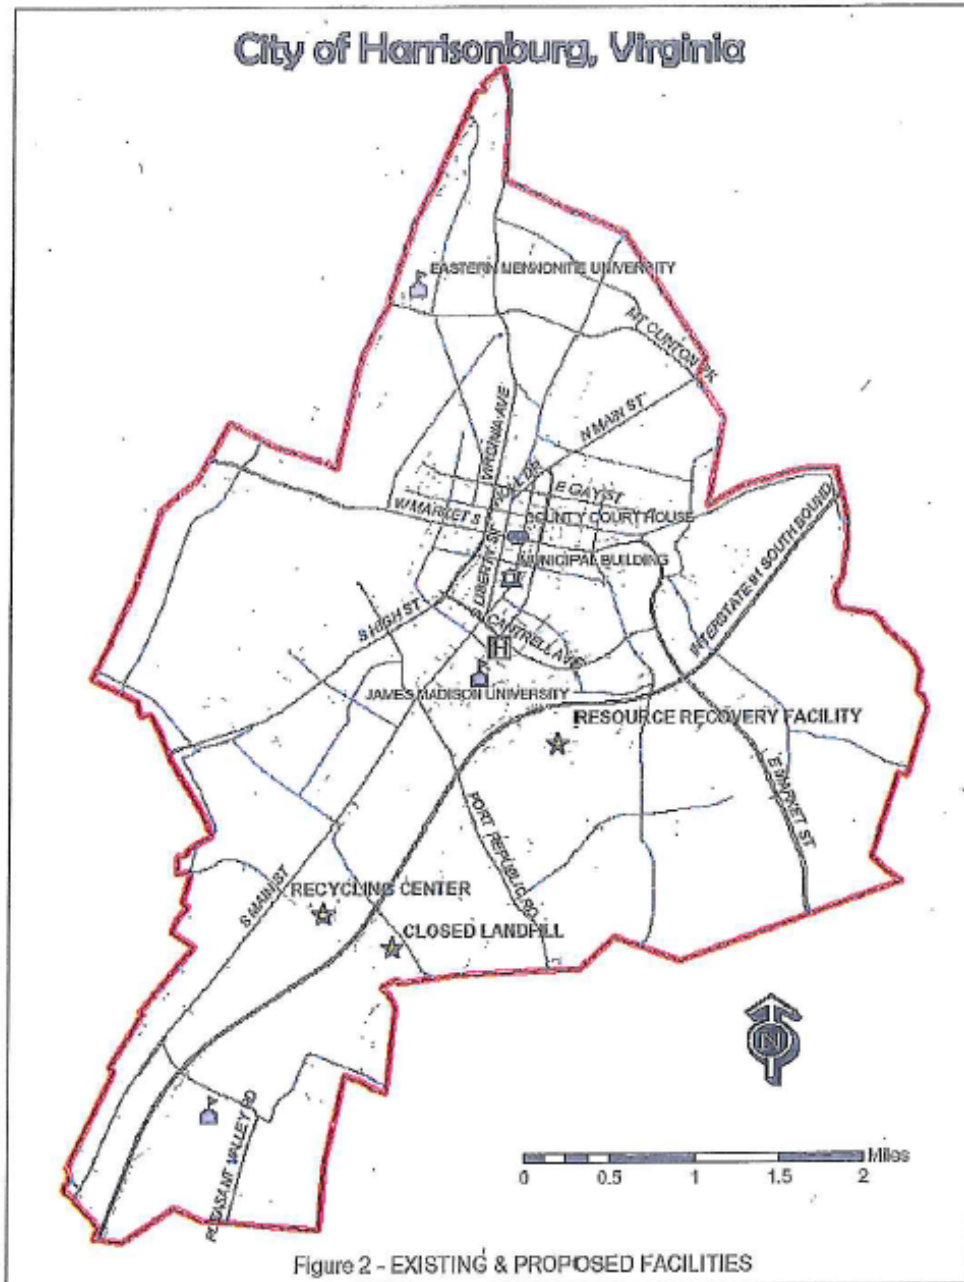 City of Harrisonburg, Virginia
EASTERN MENNONITE UNIVERSITY
MT CLINTON PK
VIRGINIA AVE
N MAIN ST
E GAY ST
W MARKET S
COUNTY COURT HOUSE
LIBERTY ST
MUNICIPAL BUILDING
INTERSTATE 81 SOUTH BOUND
S HIGH ST
CANTRELL AVE
H
JAMES MADISON UNIVERSITY
RESOURCE RECOVERY FACILITY
E MARKET ST
PORT REPUBLIC RD
S MAIN ST
RECYCLING CENTER
CLOSED LANDFILL
N
PLEASANT VALLEY RD
Miles
0 0.5 1 1.5 2
Figure 2 - EXISTING & PROPOSED FACILITIES